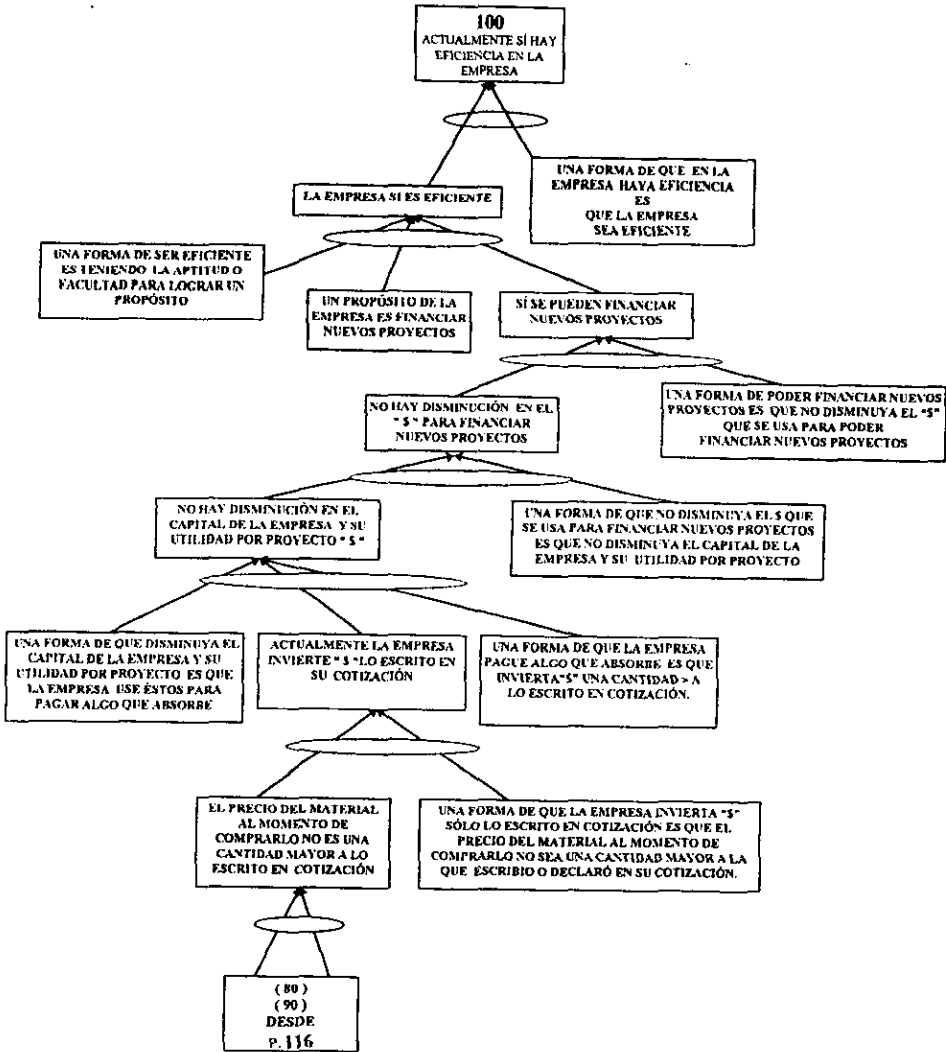 100
ACTUALMENTE SÍ HAY
EFICIENCIA EN LA
EMPRESA
UNA FORMA DE QUE EN LA
EMPRESA HAYA EFICIENCIA
ES
QUE LA EMPRESA
SEA EFICIENTE
LA EMPRESA SI ES EFICIENTE
UNA FORMA DE SER EFICIENTE
ES TENIENDO LA APTITUD O
FACULTAD PARA LOGRAR UN
PROPÓSITO
UN PROPÓSITO DE LA
EMPRESA ES FINANCIAR
NUEVOS PROYECTOS
SÍ SE PUEDEN FINANCIAR
NUEVOS PROYECTOS
NO HAY DISMINUCIÓN EN EL
" $ " PARA FINANCIAR
NUEVOS PROYECTOS
UNA FORMA DE PODER FINANCIAR NUEVOS
PROYECTOS ES QUE NO DISMINUYA EL "$"
QUE SE USA PARA PODER
FINANCIAR NUEVOS PROYECTOS
NO HAY DISMINUCIÓN EN EL
CAPITAL DE LA EMPRESA Y SU
UTILIDAD POR PROYECTO " $ "
UNA FORMA DE QUE NO DISMINUYA EL $ QUE
SE USA PARA FINANCIAR NUEVOS PROYECTOS
ES QUE NO DISMINUYA EL CAPITAL DE LA
EMPRESA Y SU UTILIDAD POR PROYECTO
UNA FORMA DE QUE DISMINUYA EL
CAPITAL DE LA EMPRESA Y SU
UTILIDAD POR PROYECTO ES QUE
LA EMPRESA USE ÉSTOS PARA
PAGAR ALGO QUE ABSORBE
ACTUALMENTE LA EMPRESA
INVIERTE " $ "LO ESCRITO EN
SU COTIZACIÓN
UNA FORMA DE QUE LA EMPRESA
PAGUE ALGO QUE ABSORBE ES QUE
INVIERTA"$" UNA CANTIDAD > A
LO ESCRITO EN COTIZACIÓN.
EL PRECIO DEL MATERIAL
AL MOMENTO DE
COMPRARLO NO ES UNA
CANTIDAD MAYOR A LO
ESCRITO EN COTIZACIÓN
UNA FORMA DE QUE LA EMPRESA INVIERTA "$"
SÓLO LO ESCRITO EN COTIZACIÓN ES QUE EL
PRECIO DEL MATERIAL AL MOMENTO DE
COMPRARLO NO SEA UNA CANTIDAD MAYOR A LA
QUE ESCRIBIO O DECLARÓ EN SU COTIZACIÓN.
( 80 )
( 90 )
DESDE
P. 116